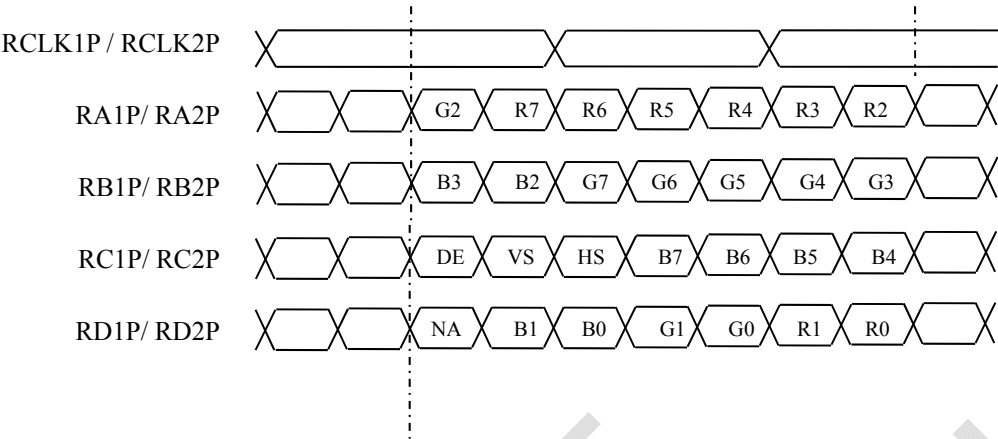 RCLK1P / RCLK2P
RA1P/ RA2P G2 R7 R6 R5 R4 R3 R2
RB1P/ RB2P B3 B2 G7 G6 G5 G4 G3
RC1P/ RC2P DE VS HS B7 B6 B5 B4
RD1P/ RD2P NA B1 B0 G1 G0 R1 R0